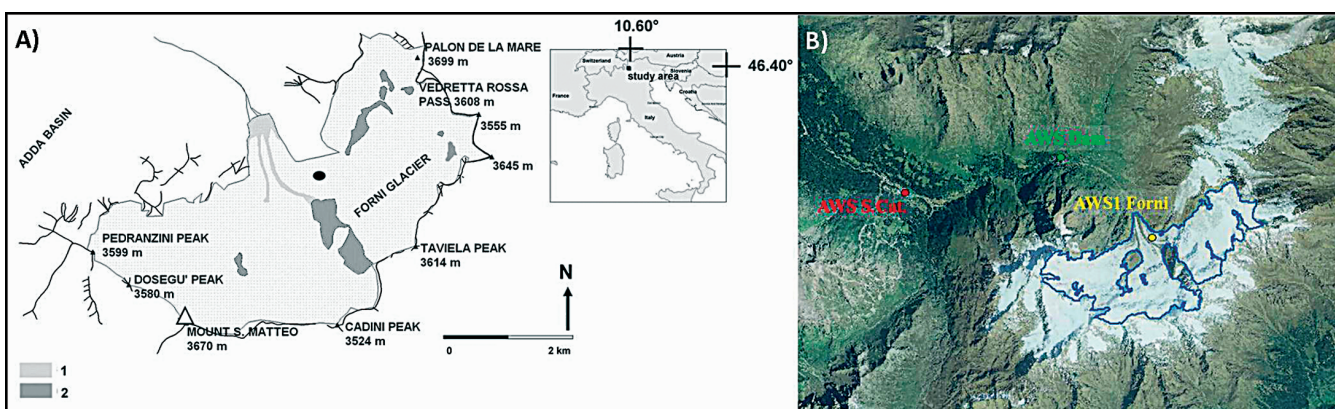 A)
PALON DE LA MARE
3699 m
VEDRETTA ROSSA
PASS 3608 m
3555 m
3645 m
ADDA BASIN
FORNI GLACIER
PEDRANZINI PEAK
3599 m
DOSEGU' PEAK
3580 m
TAVIELA PEAK
3614 m
MOUNT S. MATTEO
3670 m
CADINI PEAK
3524 m
N
0 2 km
1
2
10.60°
46.40°
Switzerland
Austria
study area
Slovenia
Croatia
France
Italy
B)
AWS Dam
AWS S.Cat.
AWS1 Forni